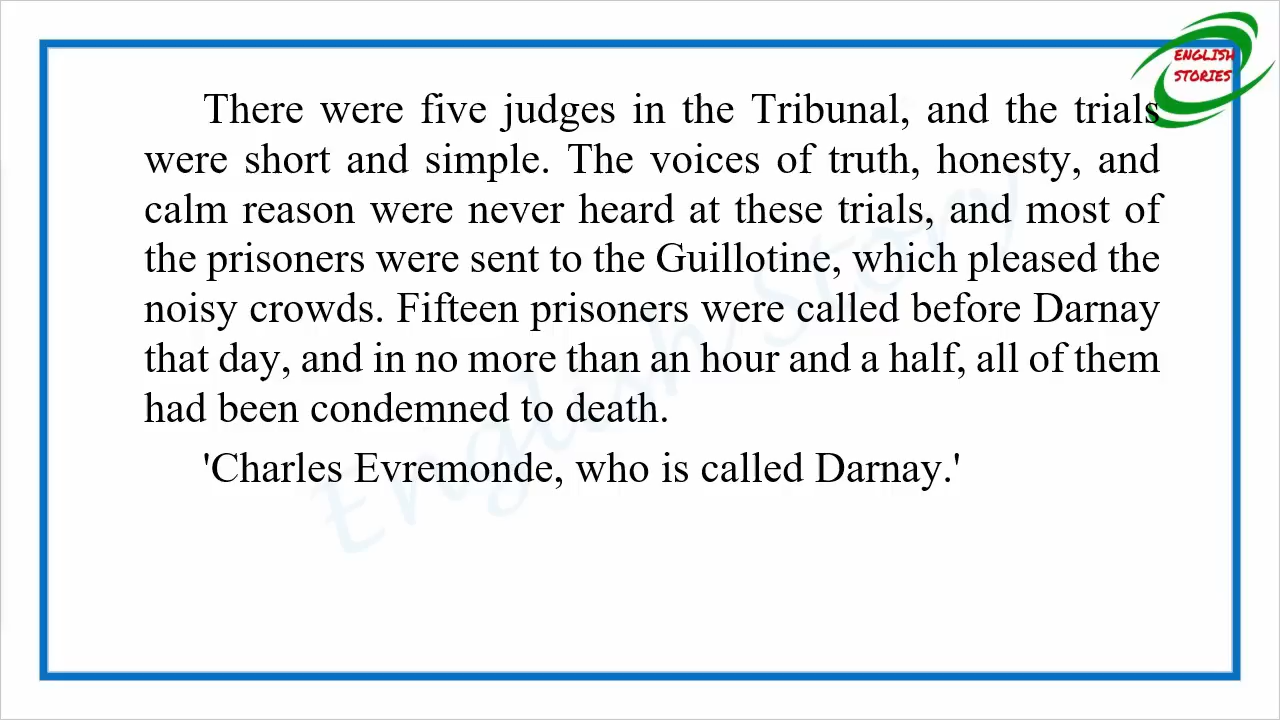 ENGLISH
STORIES
There were five judges in the Tribunal, and the trials
were short and simple. The voices of truth, honesty, and
calm reason were never heard at these trials, and most of
the prisoners were sent to the Guillotine, which pleased the
noisy crowds. Fifteen prisoners were called before Darnay
that day, and in no more than an hour and a half, all of them
had been condemned to death.
'Charles Evremonde, who is called Darnay.'
English Story